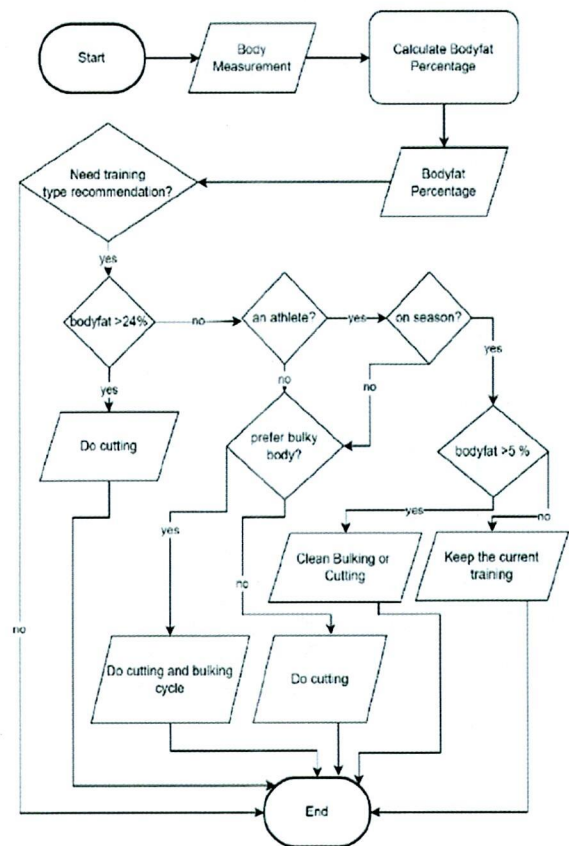 Start
Body
Measurement
Calculate Bodyfat
Percentage
Need training
type recommendation?
Bodyfat
Percentage
yes
bodyfat >24%
no
an athlete?
yes
on season?
yes
yes
no
no
Do cutting
prefer bulky
body?
bodyfat >5 %
yes
yes
no
Clean Bulking or
Cutting
Keep the current
training
no
no
Do cutting and bulking
cycle
Do cutting
End